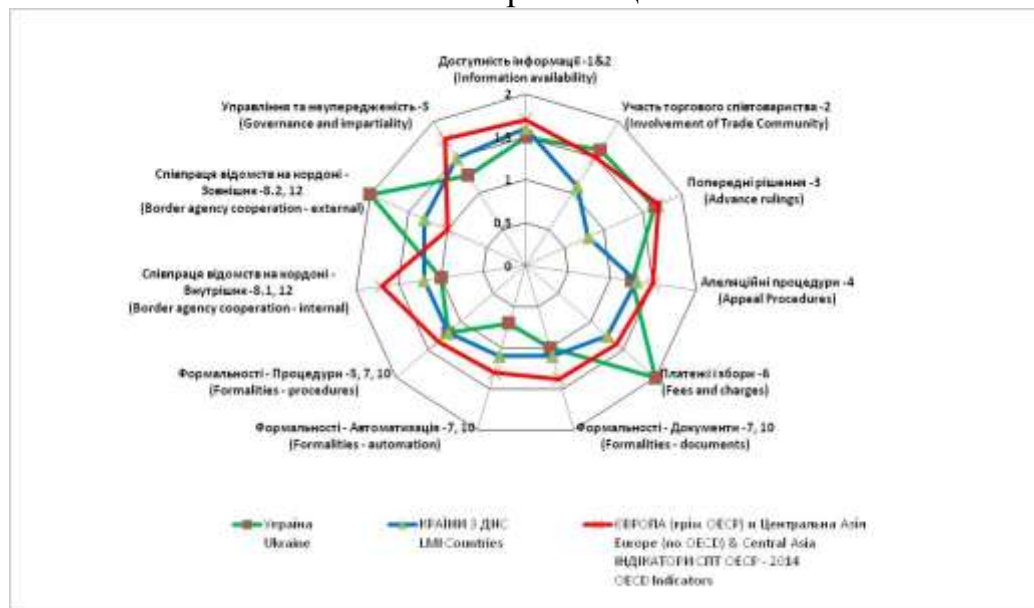 Доступність інформації -1&2
(Information availability)
Участь торгового співтовариства -2
(Involvement of Trade Community)
Попередні рішення -3
(Advance rulings)
Апеляційні процедури -4
(Appeal Procedures)
Платежі і збори -6
(Fees and charges)
Формальності - Документи -7, 10
(Formalities - documents)
Формальності - Автоматизація -7, 10
(Formalities - automation)
Формальності - Процедури -5, 7, 10
(Formalities - procedures)
Співпраця відомств на кордоні -
Внутрішня -8.1, 12
(Border agency cooperation - internal)
Співпраця відомств на кордоні -
Зовнішня -8.2, 12
(Border agency cooperation - external)
Управління та неупередженість -5
(Governance and impartiality)
2
1,5
1
0,5
0
Україна
Ukraine
КРАЇНИ З ДНС
LMI Countries
ЄВРОПА (крім ОЕСР) и Центральна Азія
Europe (no OECD) & Central Asia
ІНДІКАТОРИ СПТ ОЕСР - 2014
OECD Indicators